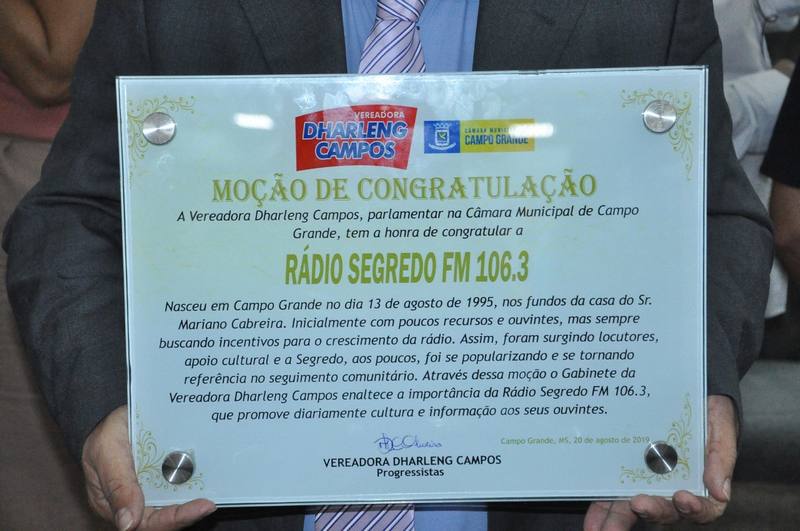 VEREADORA
DHARLENG
CAMPOS
CÂMARA MUNICIPAL
CAMPO GRANDE
MOÇÃO DE CONGRATULAÇÃO
A Vereadora Dharleng Campos, parlamentar na Câmara Municipal de Campo
Grande, tem a honra de congratular a
RÁDIO SEGREDO FM 106.3
Nasceu em Campo Grande no dia 13 de agosto de 1995, nos fundos da casa do Sr.
Mariano Cabreira. Inicialmente com poucos recursos e ouvintes, mas sempre
buscando incentivos para o crescimento da rádio. Assim, foram surgindo locutores,
apoio cultural e a Segredo, aos poucos, foi se popularizando e se tornando
referência no seguimento comunitário. Através dessa moção o Gabinete da
Vereadora Dharleng Campos enaltece a importância da Rádio Segredo FM 106.3,
que promove diariamente cultura e informação aos seus ouvintes.
Campo Grande, MS, 20 de agosto de 2019
VEREADORA DHARLENG CAMPOS
Progressistas